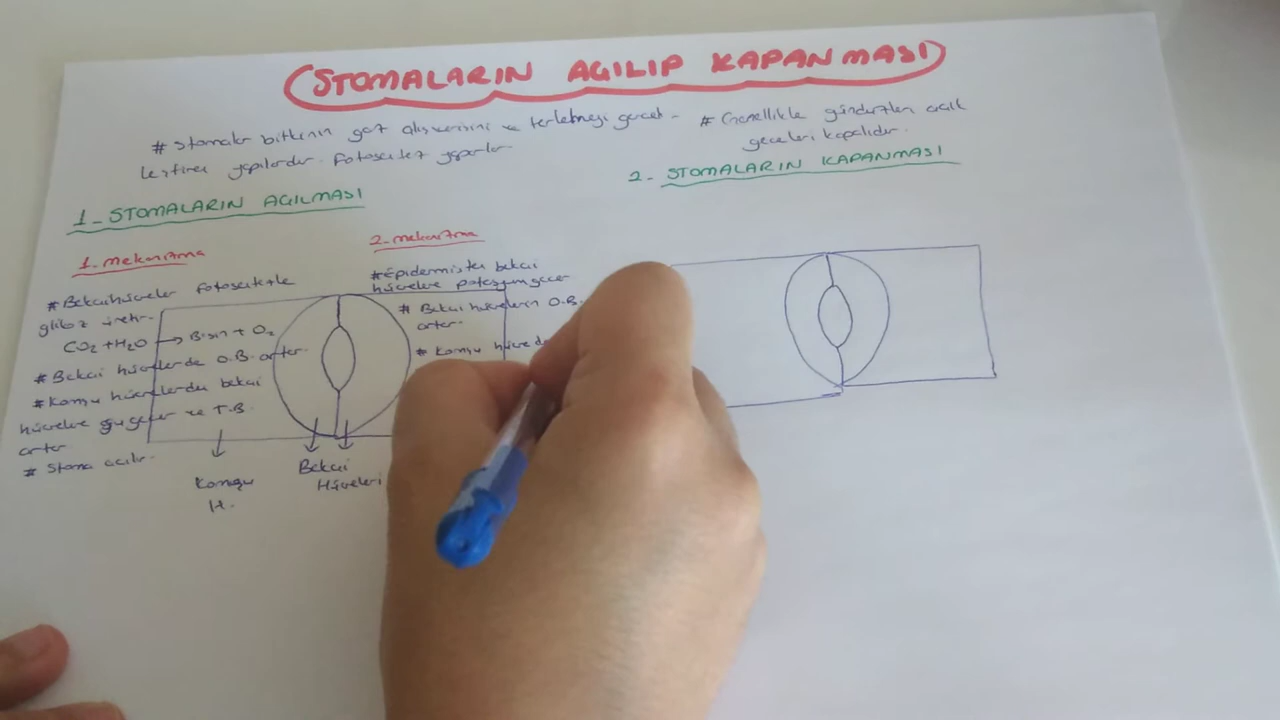 STOMALARIN AÇILIP KAPANMASI
# Stomalar bitkinin gaz alışverişini ve terlemeyi gerçek-
leştiren yapılardır. Fotosentez yaparlar.
# Genellikle gündüzleri açık
geceleri kapalıdır.
1- STOMALARIN AÇILMASI
1. mekanizma
# Bekçi hücreler fotosentezle
glikoz üretir.
CO2 + H2O → Besin + O2
# Bekçi hücrelerde O.B. artar.
# Komşu hücrelerden bekçi
hücrelere su geçer ve T.B.
artar
# Stoma açılır.
Komşu
H.
Bekçi
Hücreleri
2. mekanizma
# Epidermisten bekçi
hücrelere potasyum geçer
# Bekçi hücrelerin O.B.
artar.
# Komşu hücreden
2- STOMALARIN KAPANMASI